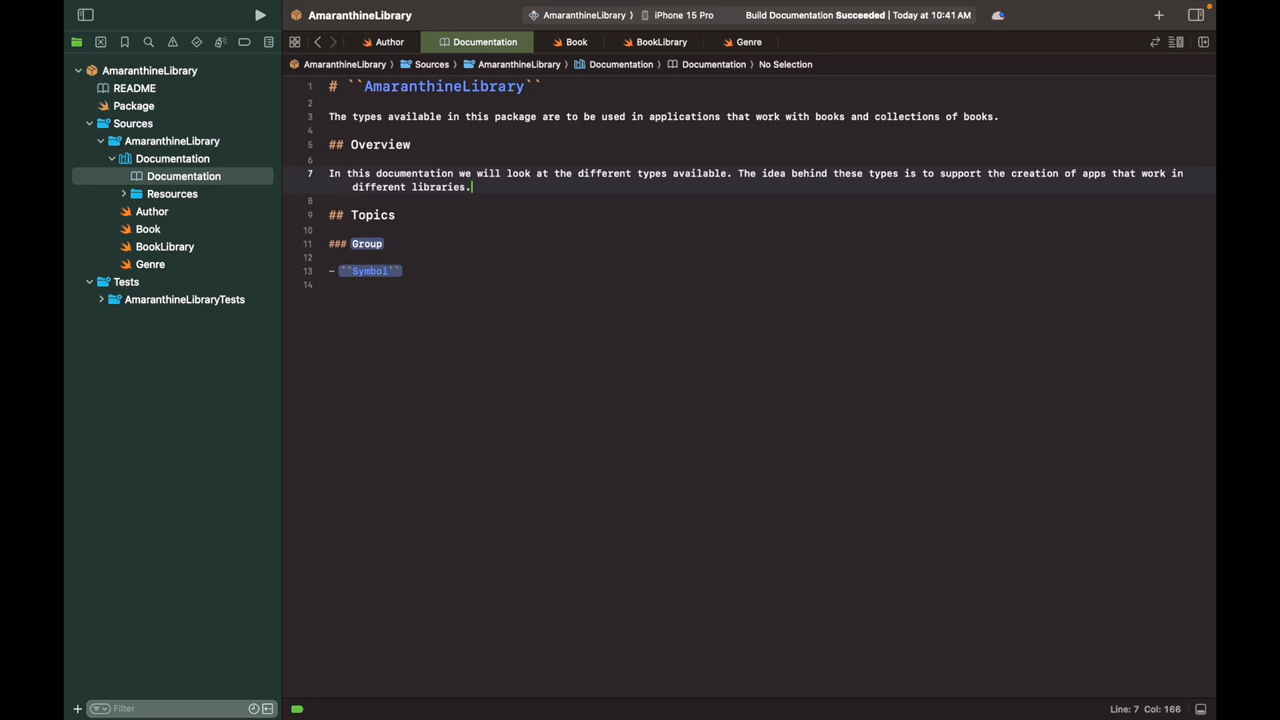 AmaranthineLibrary
AmaranthineLibrary 〉 iPhone 15 Pro
Build Documentation Succeeded | Today at 10:41 AM
Author
Documentation
Book
BookLibrary
Genre
AmaranthineLibrary 〉 Sources 〉 AmaranthineLibrary 〉 Documentation 〉 Documentation 〉 No Selection
AmaranthineLibrary
README
Package
Sources
AmaranthineLibrary
Documentation
Documentation
Resources
Author
Book
BookLibrary
Genre
Tests
AmaranthineLibraryTests
1 # ``AmaranthineLibrary``
2
3 The types available in this package are to be used in applications that work with books and collections of books.
4
5 ## Overview
6
7 In this documentation we will look at the different types available. The idea behind these types is to support the creation of apps that work in
different libraries.
8
9 ## Topics
10
11 ### Group
12
13 - ``Symbol``
14
Filter
Line: 7 Col: 166